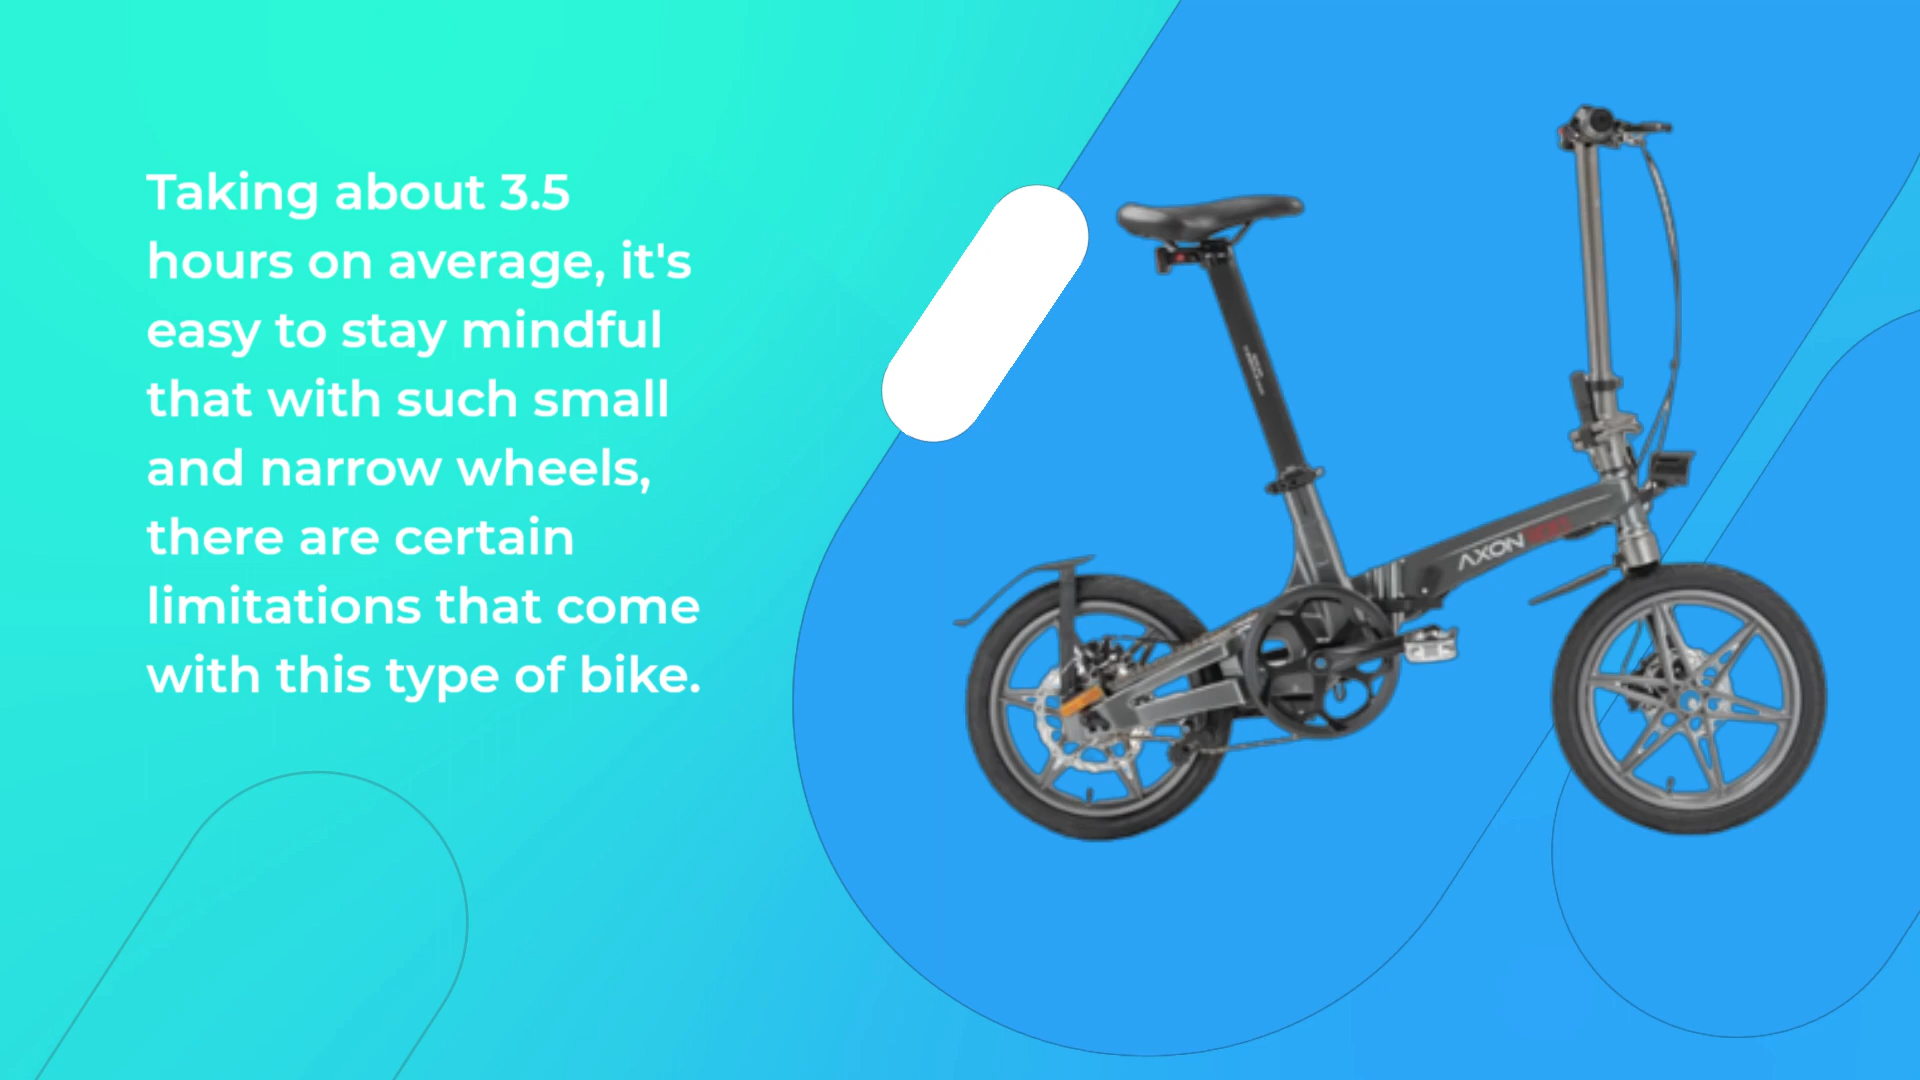 Taking about 3.5
hours on average, it's
easy to stay mindful
that with such small
and narrow wheels,
there are certain
limitations that come
with this type of bike.
AXON